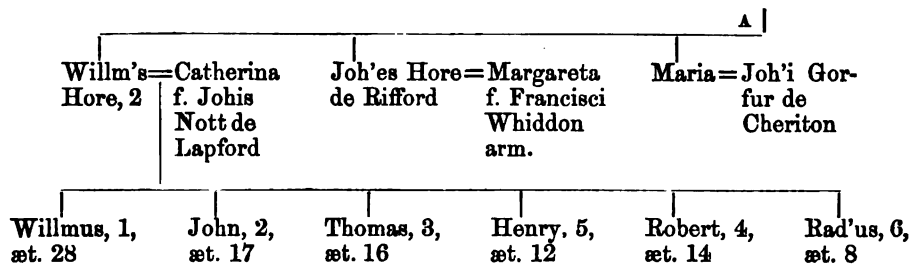 A
Willm's=Catherina
Hore, 2 f. Johis
Nott de
Lapford
Joh'es Hore=Margareta
de Rifford f. Francisci
Whiddon
arm.
Maria=Joh'i Gor-
fur de
Cheriton
Willmus, 1,
æt. 28
John, 2,
æt. 17
Thomas, 3,
æt. 16
Henry, 5,
æt. 12
Robert, 4,
æt. 14
Rad'us, 6,
æt. 8